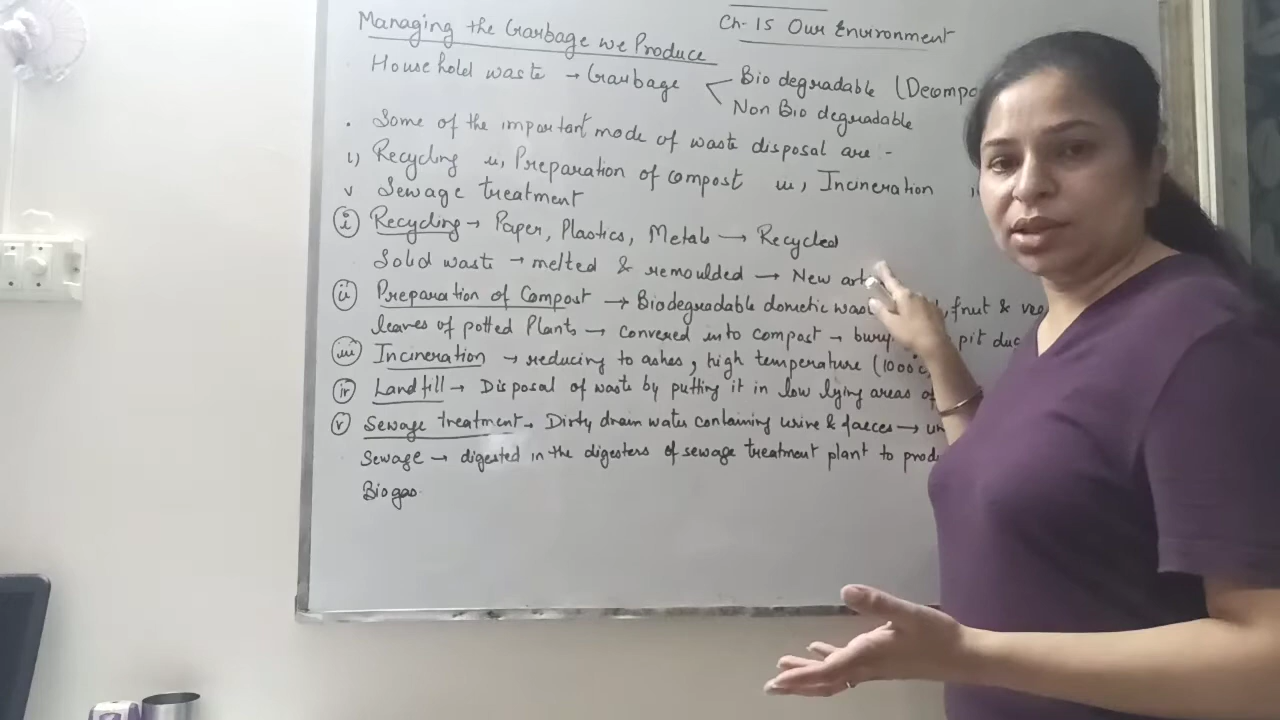 Ch-15 Our Environment
Managing the Garbage we Produce
Household waste → Garbage
Bio degradable (Decompo
Non Bio degradable
. Some of the important mode of waste disposal are -
i) Recycling ii, Preparation of compost iii, Incineration
v Sewage treatment
(i) Recycling → Paper, Plastics, Metals → Recycled
Solid waste → melted & remoulded → New art
(ii) Preparation of Compost → Biodegradable dometic wast , fruit & veg
leaves of potted Plants → convered into compost → bury pit duc
(iii) Incineration → reducing to ashes, high temperature (1000°c)
(iv) Landfill → Disposal of waste by putting it in low lying areas of
(v) Sewage treatment → Dirty drain water containing urine & faeces →
Sewage → digested in the digesters of sewage treatment plant to prod
Biogas.